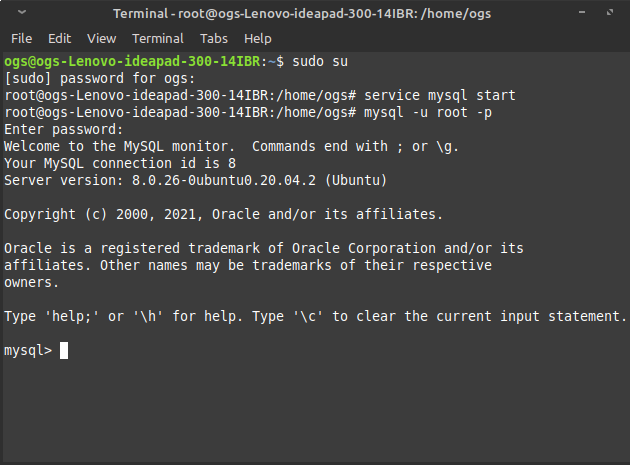 Terminal - root@ogs-Lenovo-ideapad-300-14IBR: /home/ogs
File Edit View Terminal Tabs Help
ogs@ogs-Lenovo-ideapad-300-14IBR:~$ sudo su
[sudo] password for ogs:
root@ogs-Lenovo-ideapad-300-14IBR:/home/ogs# service mysql start
root@ogs-Lenovo-ideapad-300-14IBR:/home/ogs# mysql -u root -p
Enter password:
Welcome to the MySQL monitor.  Commands end with ; or \g.
Your MySQL connection id is 8
Server version: 8.0.26-0ubuntu0.20.04.2 (Ubuntu)
Copyright (c) 2000, 2021, Oracle and/or its affiliates.
Oracle is a registered trademark of Oracle Corporation and/or its
affiliates. Other names may be trademarks of their respective
owners.
Type 'help;' or '\h' for help. Type '\c' to clear the current input statement.
mysql>